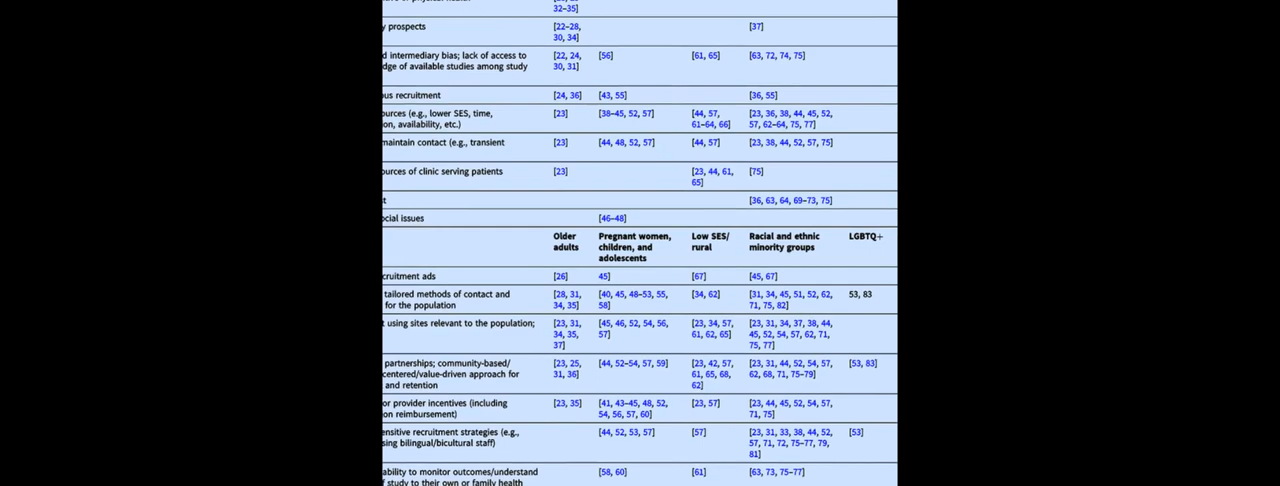 32–35]
y prospects [22–28, [37]
30, 34]
d intermediary bias; lack of access to [22, 24, [56] [61, 65] [63, 72, 74, 75]
dge of available studies among study 30, 31]
us recruitment [24, 36] [43, 55] [36, 55]
ources (e.g., lower SES, time, [23] [38–45, 52, 57] [44, 57, [23, 36, 38, 44, 45, 52,
on, availability, etc.) 61–64, 66] 57, 62–64, 75, 77]
maintain contact (e.g., transient [23] [44, 48, 52, 57] [44, 57] [23, 38, 44, 52, 57, 75]
ources of clinic serving patients [23] [23, 44, 61, [75]
65]
t [36, 63, 64, 69–73, 75]
ocial issues [46–48]
Older Pregnant women, Low SES/ Racial and ethnic LGBTQ+
adults children, and rural minority groups
adolescents
cruitment ads [26] 45] [67] [45, 67]
tailored methods of contact and [28, 31, [40, 45, 48–53, 55, [34, 62] [31, 34, 45, 51, 52, 62, 53, 83
for the population 34, 35] 58] 71, 75, 82]
t using sites relevant to the population; [23, 31, [45, 46, 52, 54, 56, [23, 34, 57, [23, 31, 34, 37, 38, 44,
34, 35, 57] 61, 62, 65] 45, 52, 54, 57, 62, 71,
37] 75, 77]
partnerships; community-based/ [23, 25, [44, 52–54, 57, 59] [23, 42, 57, [23, 31, 44, 52, 54, 57, [53, 83]
centered/value-driven approach for 31, 36] 61, 65, 68, 62, 68, 71, 75–79]
and retention 62]
or provider incentives (including [23, 35] [41, 43–45, 48, 52, [23, 57] [23, 44, 45, 52, 54, 57,
on reimbursement) 54, 56, 57, 60] 71, 75]
ensitive recruitment strategies (e.g., [44, 52, 53, 57] [57] [23, 31, 33, 38, 44, 52, [53]
sing bilingual/bicultural staff) 57, 71, 72, 75–77, 79,
81]
ability to monitor outcomes/understand [58, 60] [61] [63, 73, 75–77]
f study to their own or family health